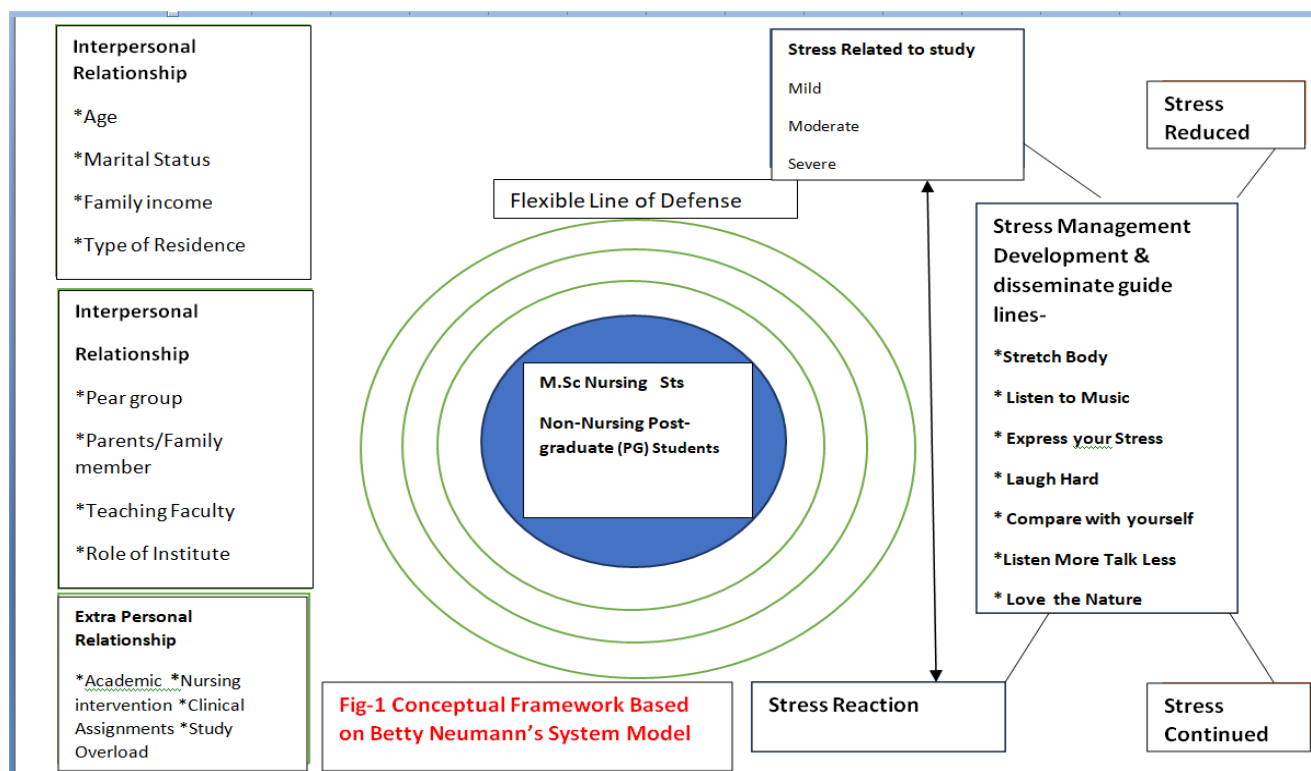 Interpersonal
Relationship
*Age
*Marital Status
*Family income
*Type of Residence
Interpersonal
Relationship
*Pear group
*Parents/Family
member
*Teaching Faculty
*Role of Institute
Extra Personal
Relationship
*Academic *Nursing
intervention *Clinical
Assignments *Study
Overload
Flexible Line of Defense
M.Sc Nursing Sts
Non-Nursing Post-
graduate (PG) Students
Fig-1 Conceptual Framework Based
on Betty Neumann’s System Model
Stress Related to study
Mild
Moderate
Severe
Stress Reaction
Stress
Reduced
Stress Management
Development &
disseminate guide
lines-
*Stretch Body
* Listen to Music
* Express your Stress
* Laugh Hard
* Compare with yourself
*Listen More Talk Less
* Love the Nature
Stress
Continued